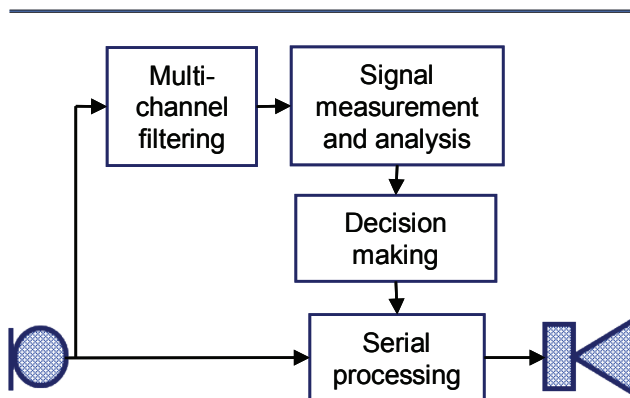 Multi-
channel
filtering
Signal
measurement
and analysis
Decision
making
Serial
processing